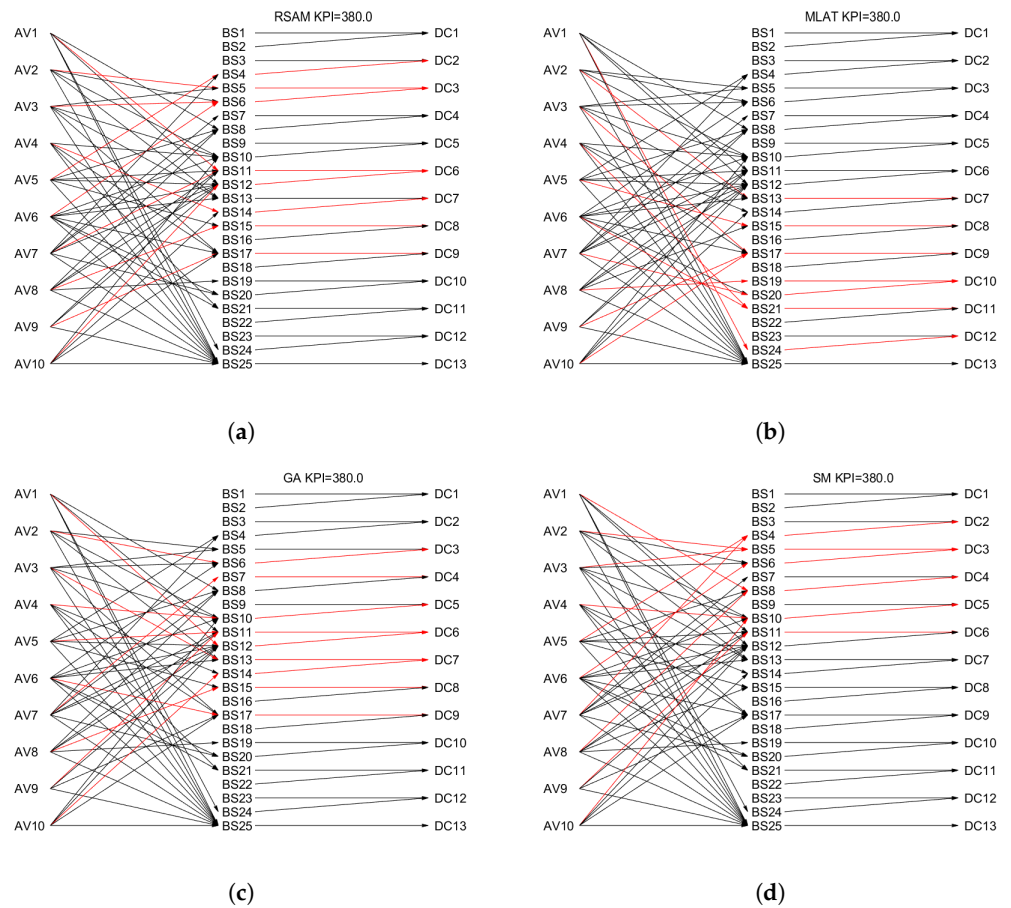 RSAM KPI=380.0
AV1
AV2
AV3
AV4
AV5
AV6
AV7
AV8
AV9
AV10
BS1
BS2
BS3
BS4
BS5
BS6
BS7
BS8
BS9
BS10
BS11
BS12
BS13
BS14
BS15
BS16
BS17
BS18
BS19
BS20
BS21
BS22
BS23
BS24
BS25
DC1
DC2
DC3
DC4
DC5
DC6
DC7
DC8
DC9
DC10
DC11
DC12
DC13
(a)
MLAT KPI=380.0
AV1
AV2
AV3
AV4
AV5
AV6
AV7
AV8
AV9
AV10
BS1
BS2
BS3
BS4
BS5
BS6
BS7
BS8
BS9
BS10
BS11
BS12
BS13
BS14
BS15
BS16
BS17
BS18
BS19
BS20
BS21
BS22
BS23
BS24
BS25
DC1
DC2
DC3
DC4
DC5
DC6
DC7
DC8
DC9
DC10
DC11
DC12
DC13
(b)
GA KPI=380.0
AV1
AV2
AV3
AV4
AV5
AV6
AV7
AV8
AV9
AV10
BS1
BS2
BS3
BS4
BS5
BS6
BS7
BS8
BS9
BS10
BS11
BS12
BS13
BS14
BS15
BS16
BS17
BS18
BS19
BS20
BS21
BS22
BS23
BS24
BS25
DC1
DC2
DC3
DC4
DC5
DC6
DC7
DC8
DC9
DC10
DC11
DC12
DC13
(c)
SM KPI=380.0
AV1
AV2
AV3
AV4
AV5
AV6
AV7
AV8
AV9
AV10
BS1
BS2
BS3
BS4
BS5
BS6
BS7
BS8
BS9
BS10
BS11
BS12
BS13
BS14
BS15
BS16
BS17
BS18
BS19
BS20
BS21
BS22
BS23
BS24
BS25
DC1
DC2
DC3
DC4
DC5
DC6
DC7
DC8
DC9
DC10
DC11
DC12
DC13
(d)